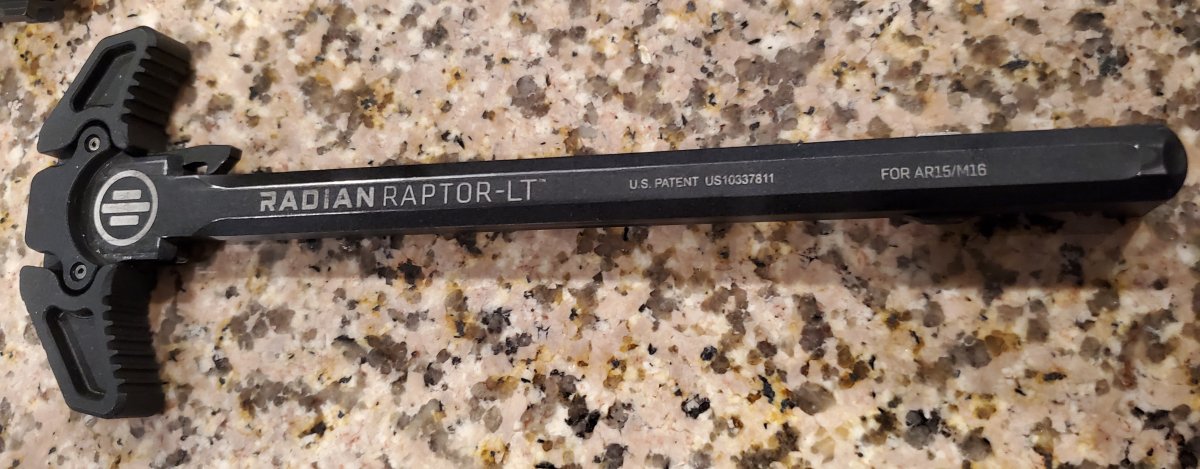 RADIAN RAPTOR-LT™
U.S. PATENT US10337811
FOR AR15/M16